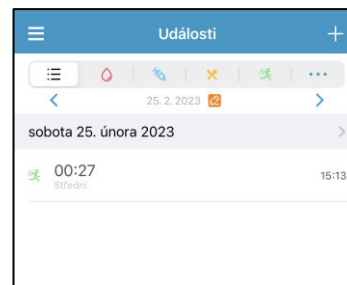 Události
25. 2. 2023
sobota 25. února 2023
00:27
15:13
Střední